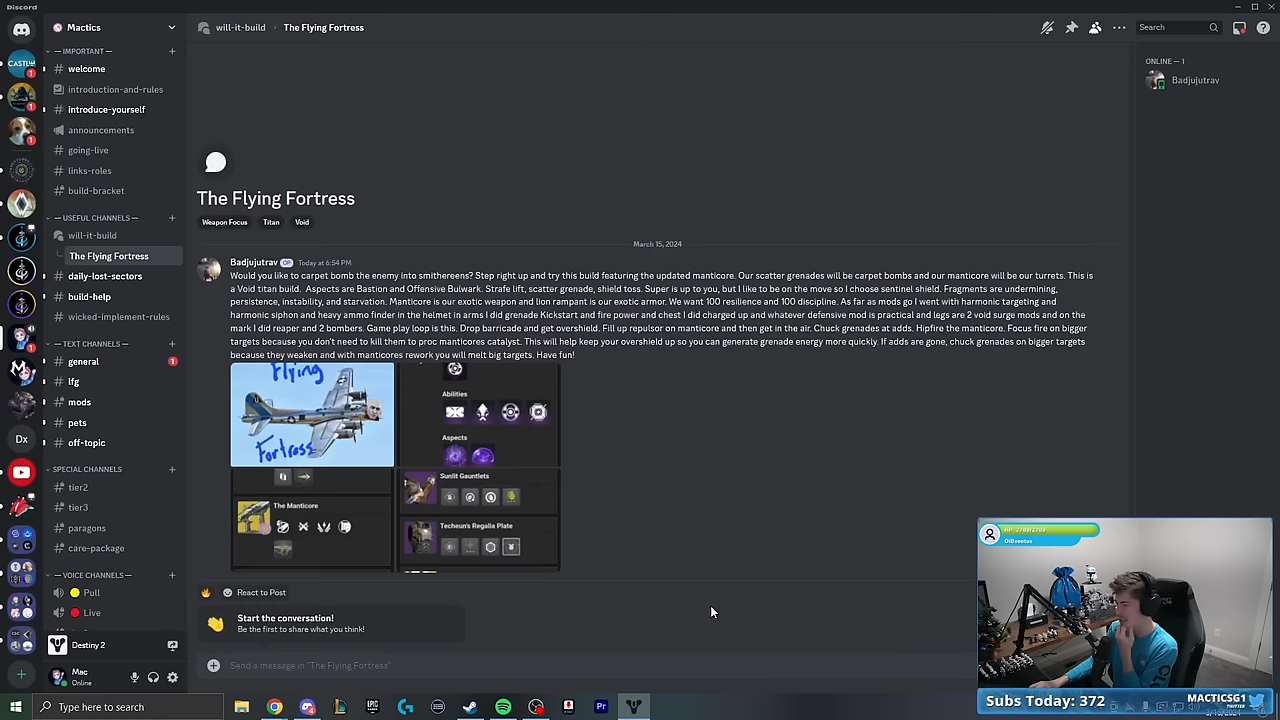 Discord
Mactics
will-it-build › The Flying Fortress
Search
— IMPORTANT —
welcome
introduction-and-rules
introduce-yourself
announcements
going-live
links-roles
build-bracket
— USEFUL CHANNELS —
will-it-build
The Flying Fortress
daily-lost-sectors
build-help
wicked-implement-rules
— TEXT CHANNELS —
general
1
lfg
mods
pets
off-topic
SPECIAL CHANNELS —
tier2
tier3
paragons
care-package
— VOICE CHANNELS —
Pull
Live
Destiny 2
Mac
Online
CASTLE
1
1
1
Dx
The Flying Fortress
Weapon Focus
Titan
Void
March 15, 2024
Badjujutrav OP Today at 6:54 PM
Would you like to carpet bomb the enemy into smithereens? Step right up and try this build featuring the updated manticore. Our scatter grenades will be carpet bombs and our manticore will be our turrets. This is
a Void titan build. Aspects are Bastion and Offensive Bulwark. Strafe lift, scatter grenade, shield toss. Super is up to you, but I like to be on the move so I choose sentinel shield. Fragments are undermining,
persistence, instability, and starvation. Manticore is our exotic weapon and lion rampant is our exotic armor. We want 100 resilience and 100 discipline. As far as mods go I went with harmonic targeting and
harmonic siphon and heavy ammo finder in the helmet in arms I did grenade Kickstart and fire power and chest I did charged up and whatever defensive mod is practical and legs are 2 void surge mods and on the
mark I did reaper and 2 bombers. Game play loop is this. Drop barricade and get overshield. Fill up repulsor on manticore and then get in the air. Chuck grenades at adds. Hipfire the manticore. Focus fire on bigger
targets because you don't need to kill them to proc manticores catalyst. This will help keep your overshield up so you can generate grenade energy more quickly. If adds are gone, chuck grenades on bigger targets
because they weaken and with manticores rework you will melt big targets. Have fun!
Flying
Fortress
Abilities
Aspects
The Manticore
Sunlit Gauntlets
Techeun's Regalia Plate
React to Post
Start the conversation!
Be the first to share what you think!
Send a message in "The Flying Fortress"
ONLINE — 1
Badjujutrav
DiBeeetus
Subs Today: 372
MACTICSG1
TWITTER
Type here to search
EPIC
Pr